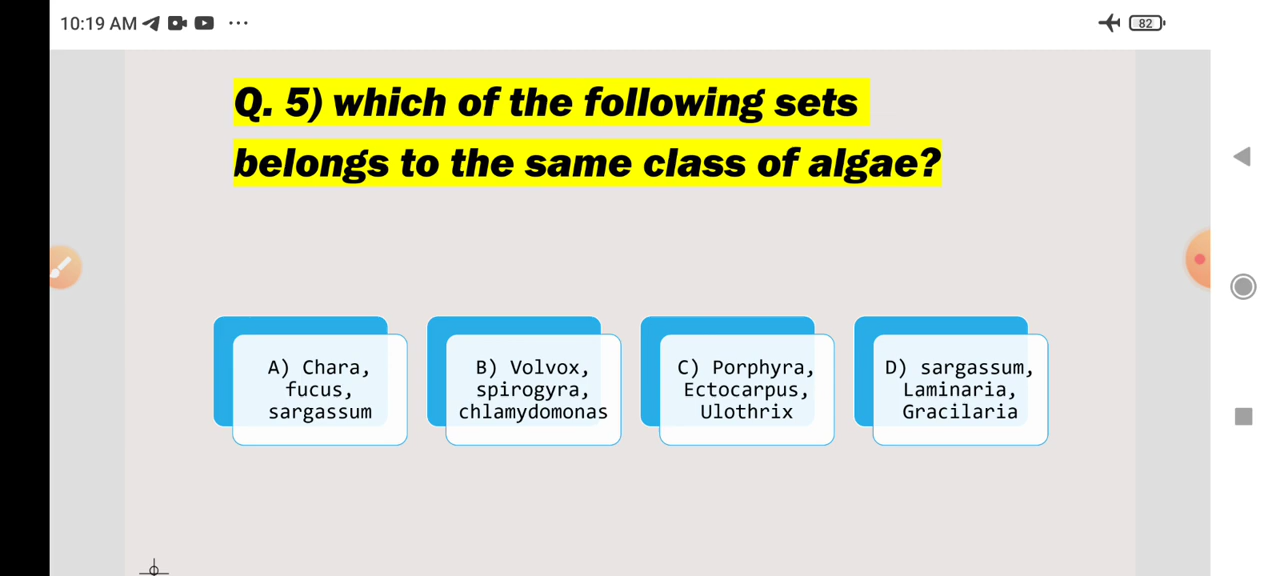 10:19 AM
82
Q. 5) which of the following sets
belongs to the same class of algae?
A) Chara,
fucus,
sargassum
B) Volvox,
spirogyra,
chlamydomonas
C) Porphyra,
Ectocarpus,
Ulothrix
D) sargassum,
Laminaria,
Gracilaria